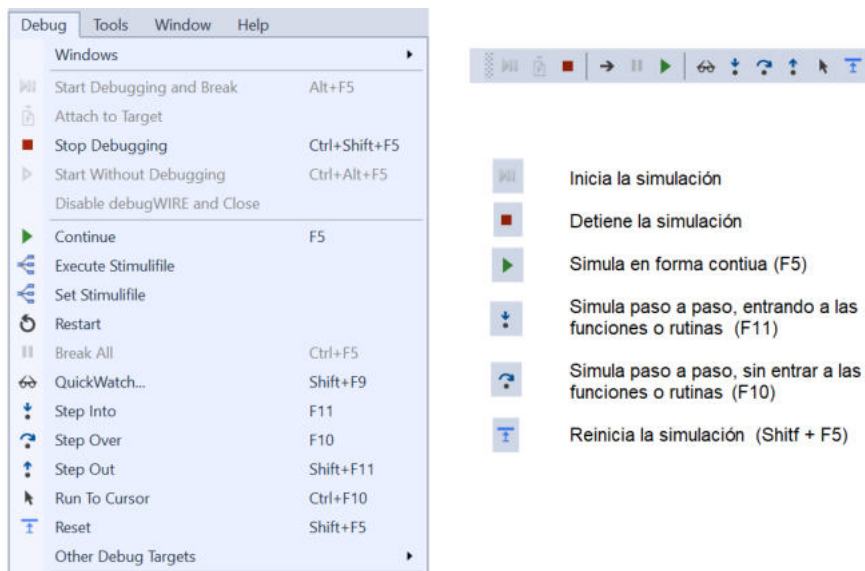 Debug Tools Window Help
Windows
Start Debugging and Break Alt+F5
Attach to Target
Stop Debugging Ctrl+Shift+F5
Start Without Debugging Ctrl+Alt+F5
Disable debugWIRE and Close
Continue F5
Execute Stimulifile
Set Stimulifile
Restart
Break All Ctrl+F5
QuickWatch... Shift+F9
Step Into F11
Step Over F10
Step Out Shift+F11
Run To Cursor Ctrl+F10
Reset Shift+F5
Other Debug Targets
Inicia la simulación
Detiene la simulación
Simula en forma contiua (F5)
Simula paso a paso, entrando a las
funciones o rutinas (F11)
Simula paso a paso, sin entrar a las
funciones o rutinas (F10)
Reinicia la simulación (Shitf + F5)